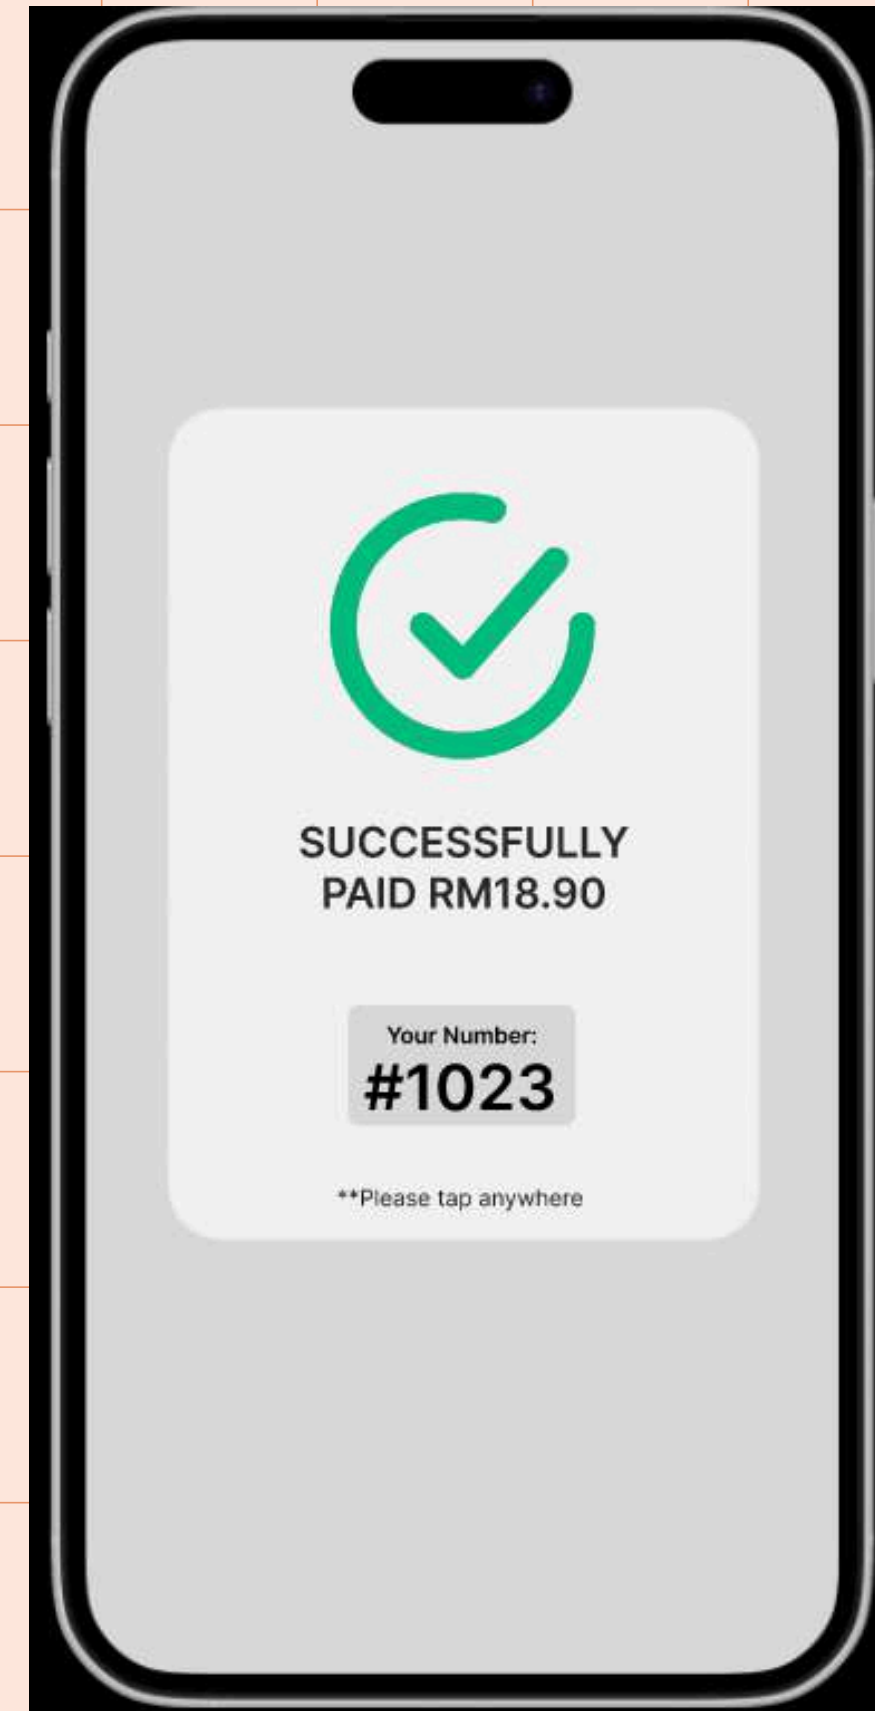 SUCCESSFULLY
PAID RM18.90
Your Number:
#1023
**Please tap anywhere